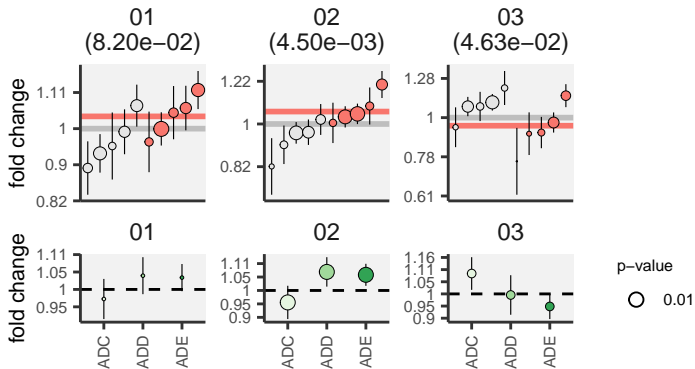 01
(8.20e−02)
02
(4.50e−03)
03
(4.63e−02)
fold change
1.11
1
0.9
0.82
1.22
1
0.82
1.28
1
0.78
0.61
01
02
03
fold change
1.11
1.05
1
0.95
1.11
1.05
1
0.95
0.9
1.16
1.11
1.05
1
0.95
0.9
ADC
ADD
ADE
ADC
ADD
ADE
ADC
ADD
ADE
p−value
0.01